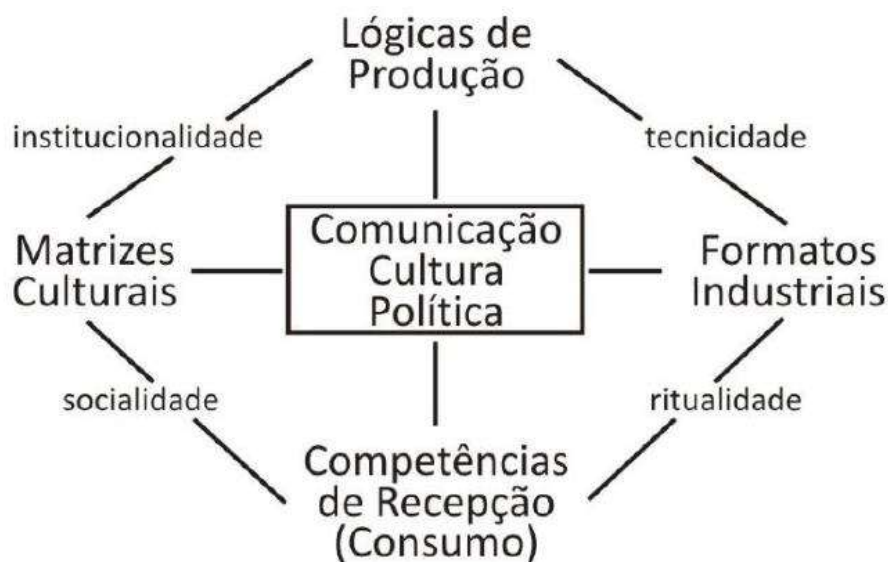 Lógicas de
Produção
institucionalidade
tecnicidade
Matrizes
Culturais
Comunicação
Cultura
Política
Formatos
Industriais
socialidade
ritualidade
Competências
de Recepção
(Consumo)